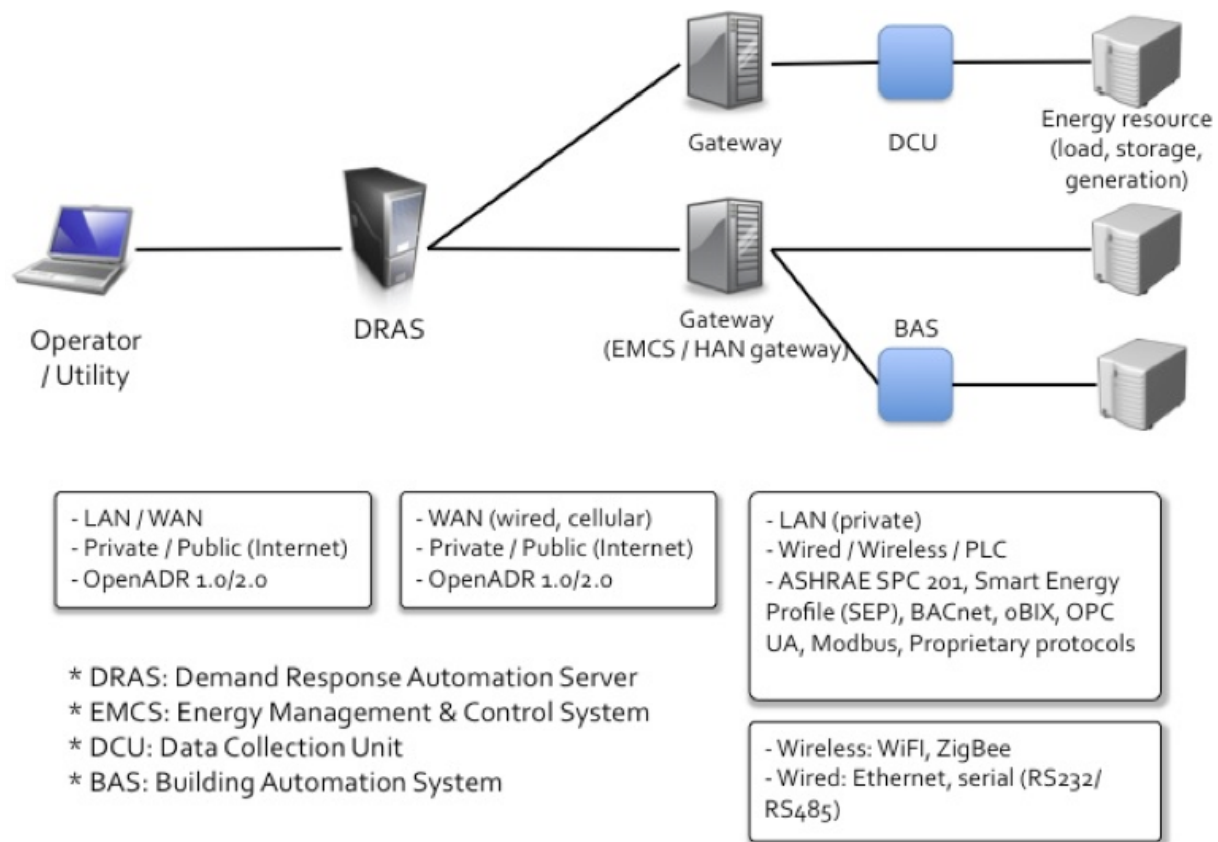 Gateway
DCU
Energy resource
(load, storage,
generation)
Operator
/ Utility
DRAS
Gateway
(EMCS / HAN gateway)
BAS
- LAN / WAN
- Private / Public (Internet)
- OpenADR 1.0/2.0
- WAN (wired, cellular)
- Private / Public (Internet)
- OpenADR 1.0/2.0
- LAN (private)
- Wired / Wireless / PLC
- ASHRAE SPC 201, Smart Energy
Profile (SEP), BACnet, oBIX, OPC
UA, Modbus, Proprietary protocols
* DRAS: Demand Response Automation Server
* EMCS: Energy Management & Control System
* DCU: Data Collection Unit
* BAS: Building Automation System
- Wireless: WiFI, ZigBee
- Wired: Ethernet, serial (RS232/
RS485)